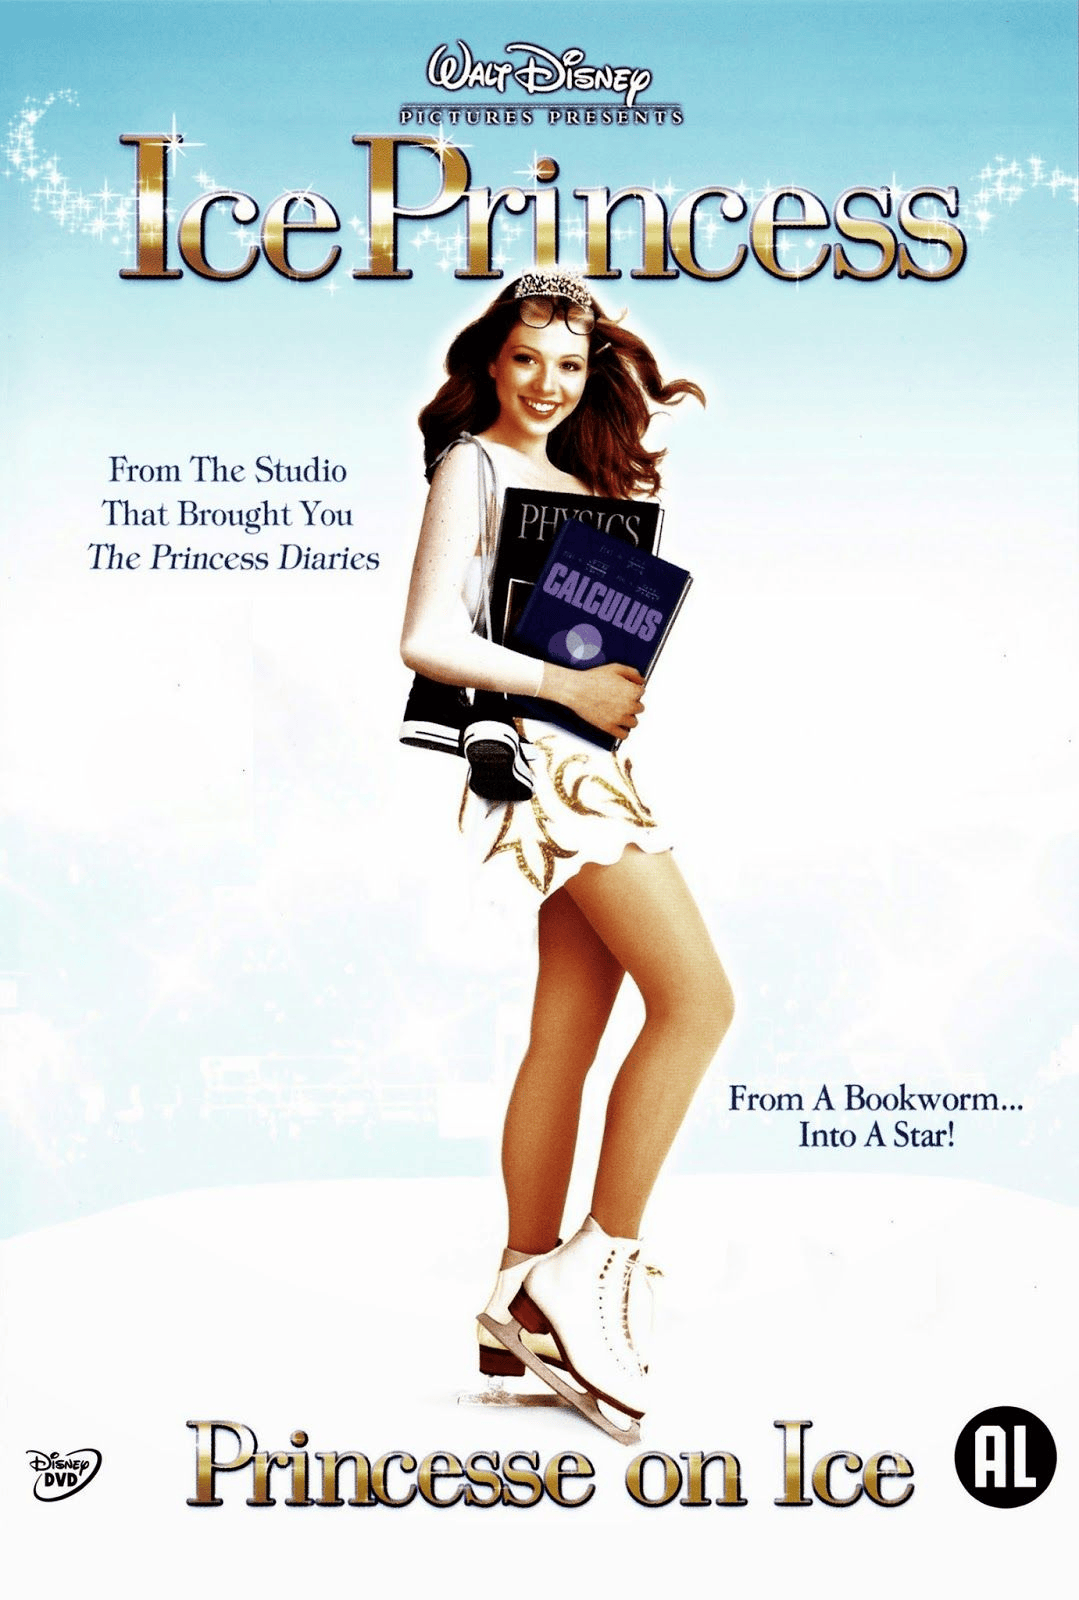 WALT DISNEY
PICTURES PRESENTS
Ice Princess
From The Studio
That Brought You
The Princess Diaries
PHYSICS
CALCULUS
From A Bookworm...
Into A Star!
Princesse on Ice
DISNEY
DVD
AL